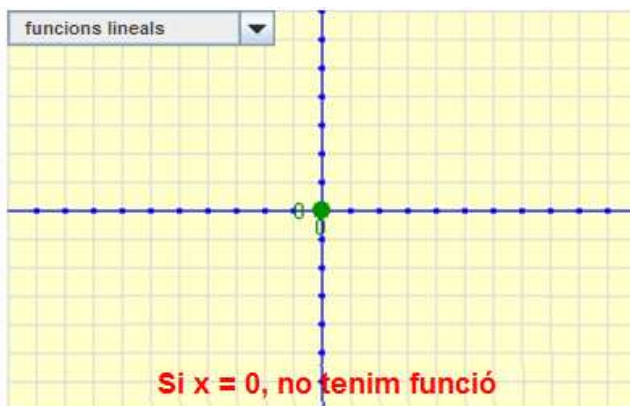 funcions lineals
0
0
Si x = 0, no tenim funció